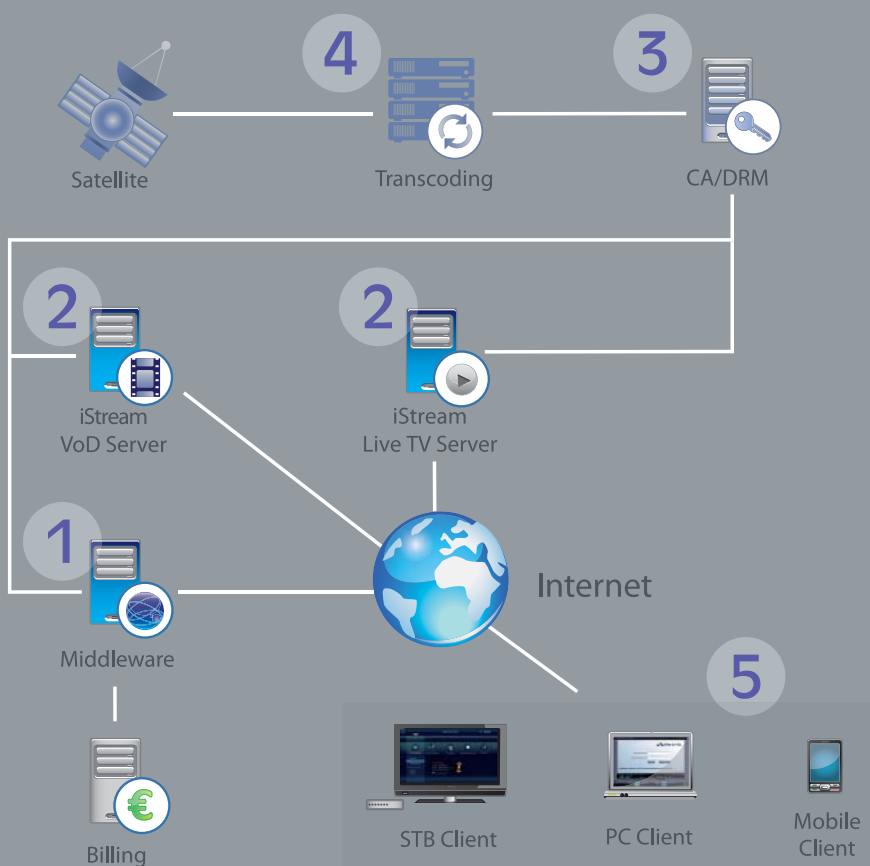 4
3
Satellite
Transcoding
CA/DRM
2
2
iStream
VoD Server
iStream
Live TV Server
1
Internet
Middleware
5
€
STB Client
PC Client
Mobile
Client
Billing